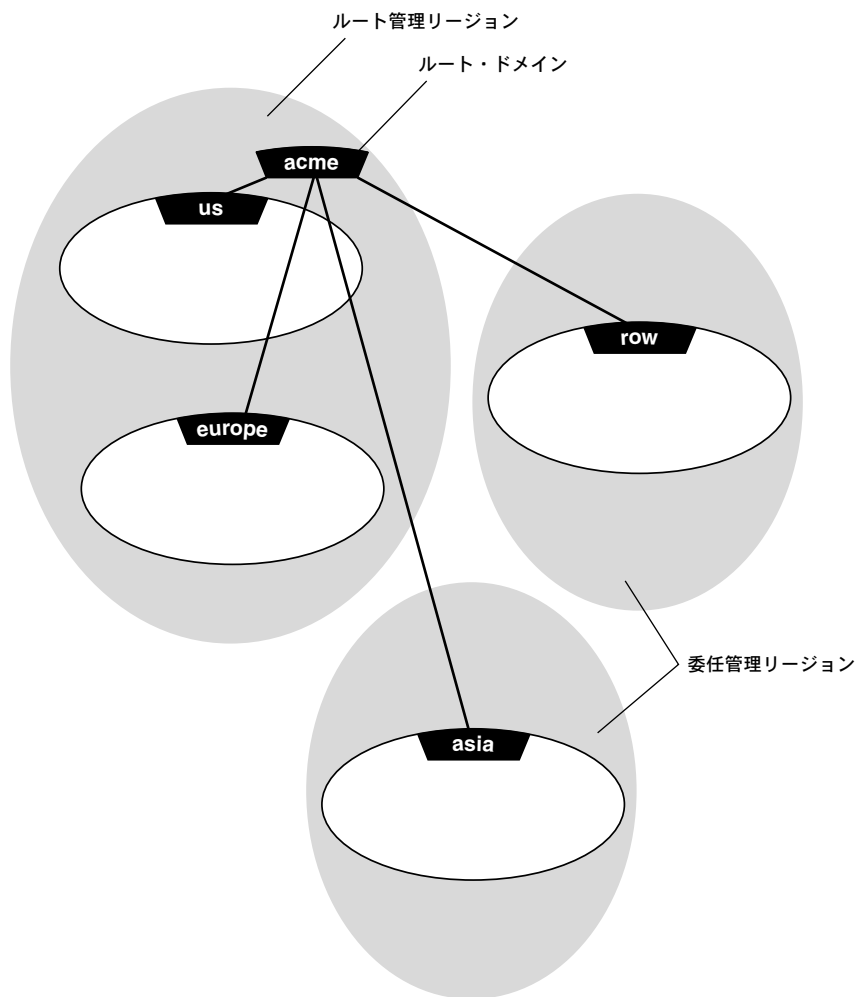 ルート管理リージョン
ルート・ドメイン
acme
us
row
europe
委任管理リージョン
asia